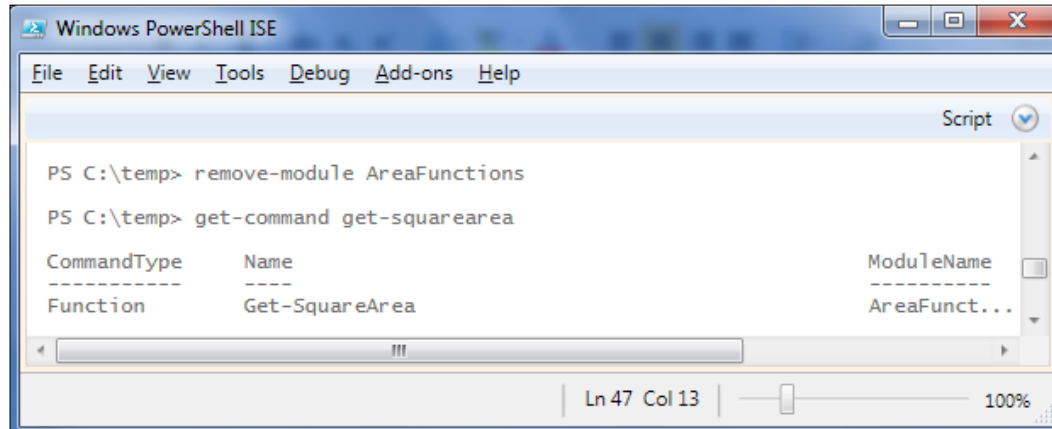 Windows PowerShell ISE
File Edit View Tools Debug Add-ons Help
Script
PS C:\temp> remove-module AreaFunctions
PS C:\temp> get-command get-squarearea
CommandType Name ModuleName
----------- ---- ----------
Function Get-SquareArea AreaFunct...
Ln 47 Col 13 100%